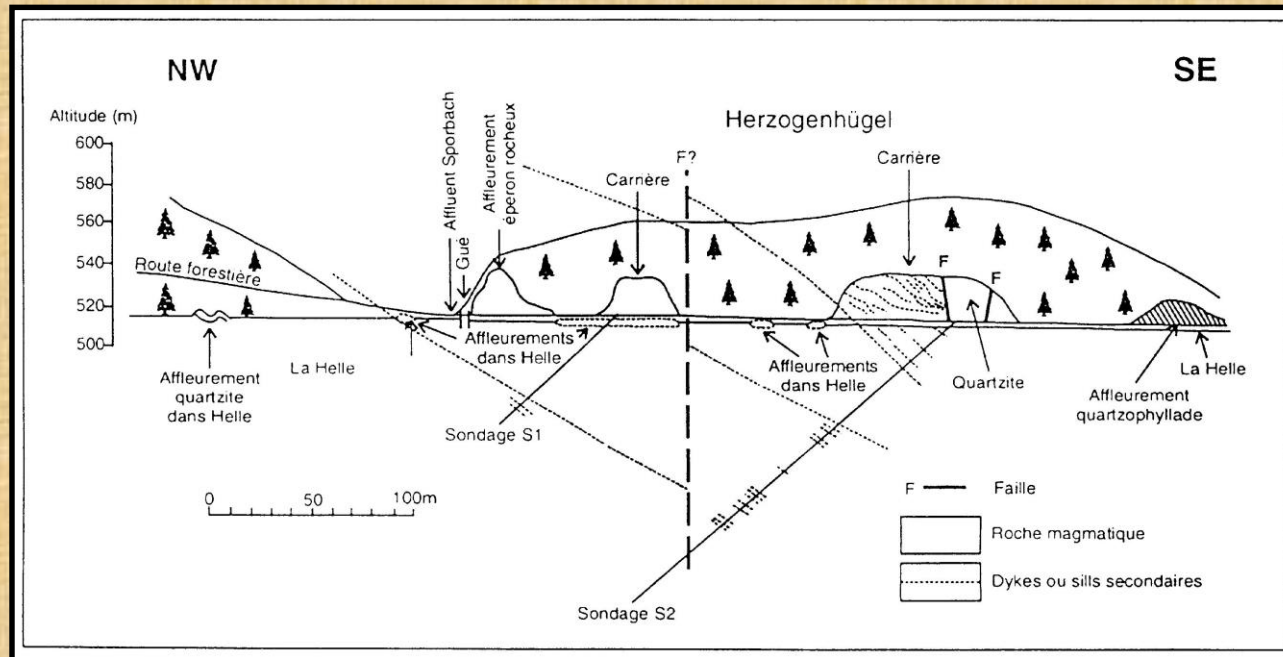 NW
SE
Altitude (m)
600
580
560
540
520
500
Herzogenhügel
Affluent Sporbach
Gué
Affleurement
éperon rocheux
Carrière
F?
Carrière
Route forestière
F
F
La Helle
Affleurements
dans Helle
Affleurements
dans Helle
Quartzite
La Helle
Affleurement
quartzite
dans Helle
Affleurement
quartzophyllade
Sondage S1
Sondage S2
0 50 100m
F Faille
Roche magmatique
Dykes ou sills secondaires